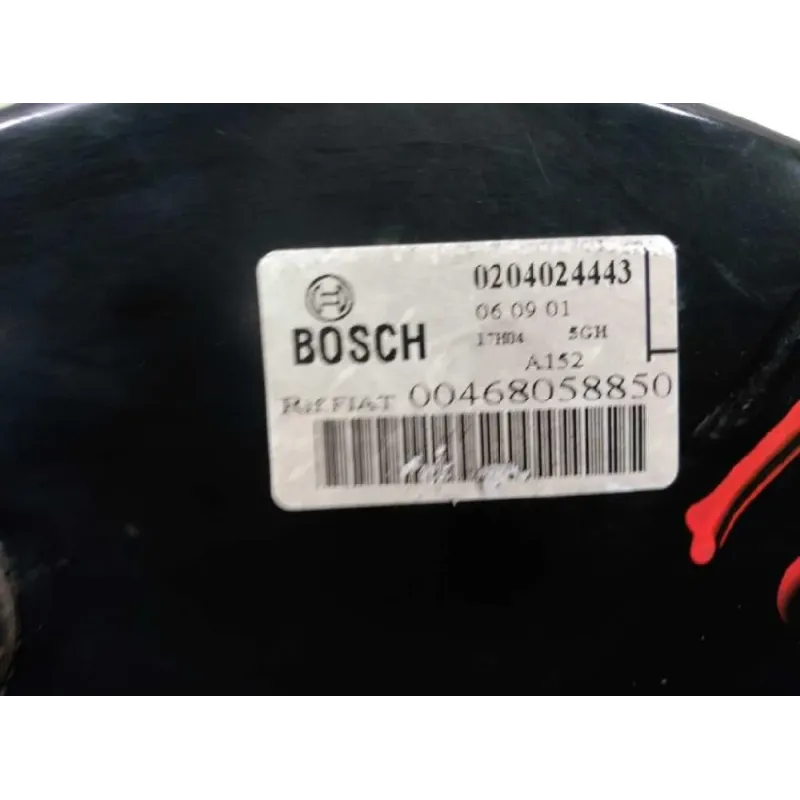 0204024443
06 09 01
BOSCH
17H04 5GH
A152
Rif.FIAT 00468058850